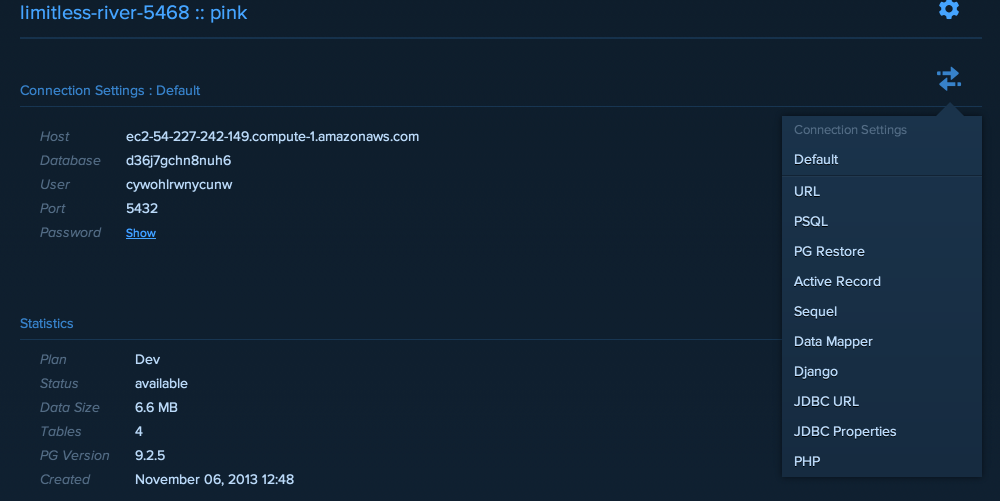 limitless-river-5468 :: pink
Connection Settings : Default
Host ec2-54-227-242-149.compute-1.amazonaws.com
Database d36j7gchn8nuh6
User cywohlrwnycunw
Port 5432
Password Show
Statistics
Plan Dev
Status available
Data Size 6.6 MB
Tables 4
PG Version 9.2.5
Created November 06, 2013 12:48
Connection Settings
Default
URL
PSQL
PG Restore
Active Record
Sequel
Data Mapper
Django
JDBC URL
JDBC Properties
PHP